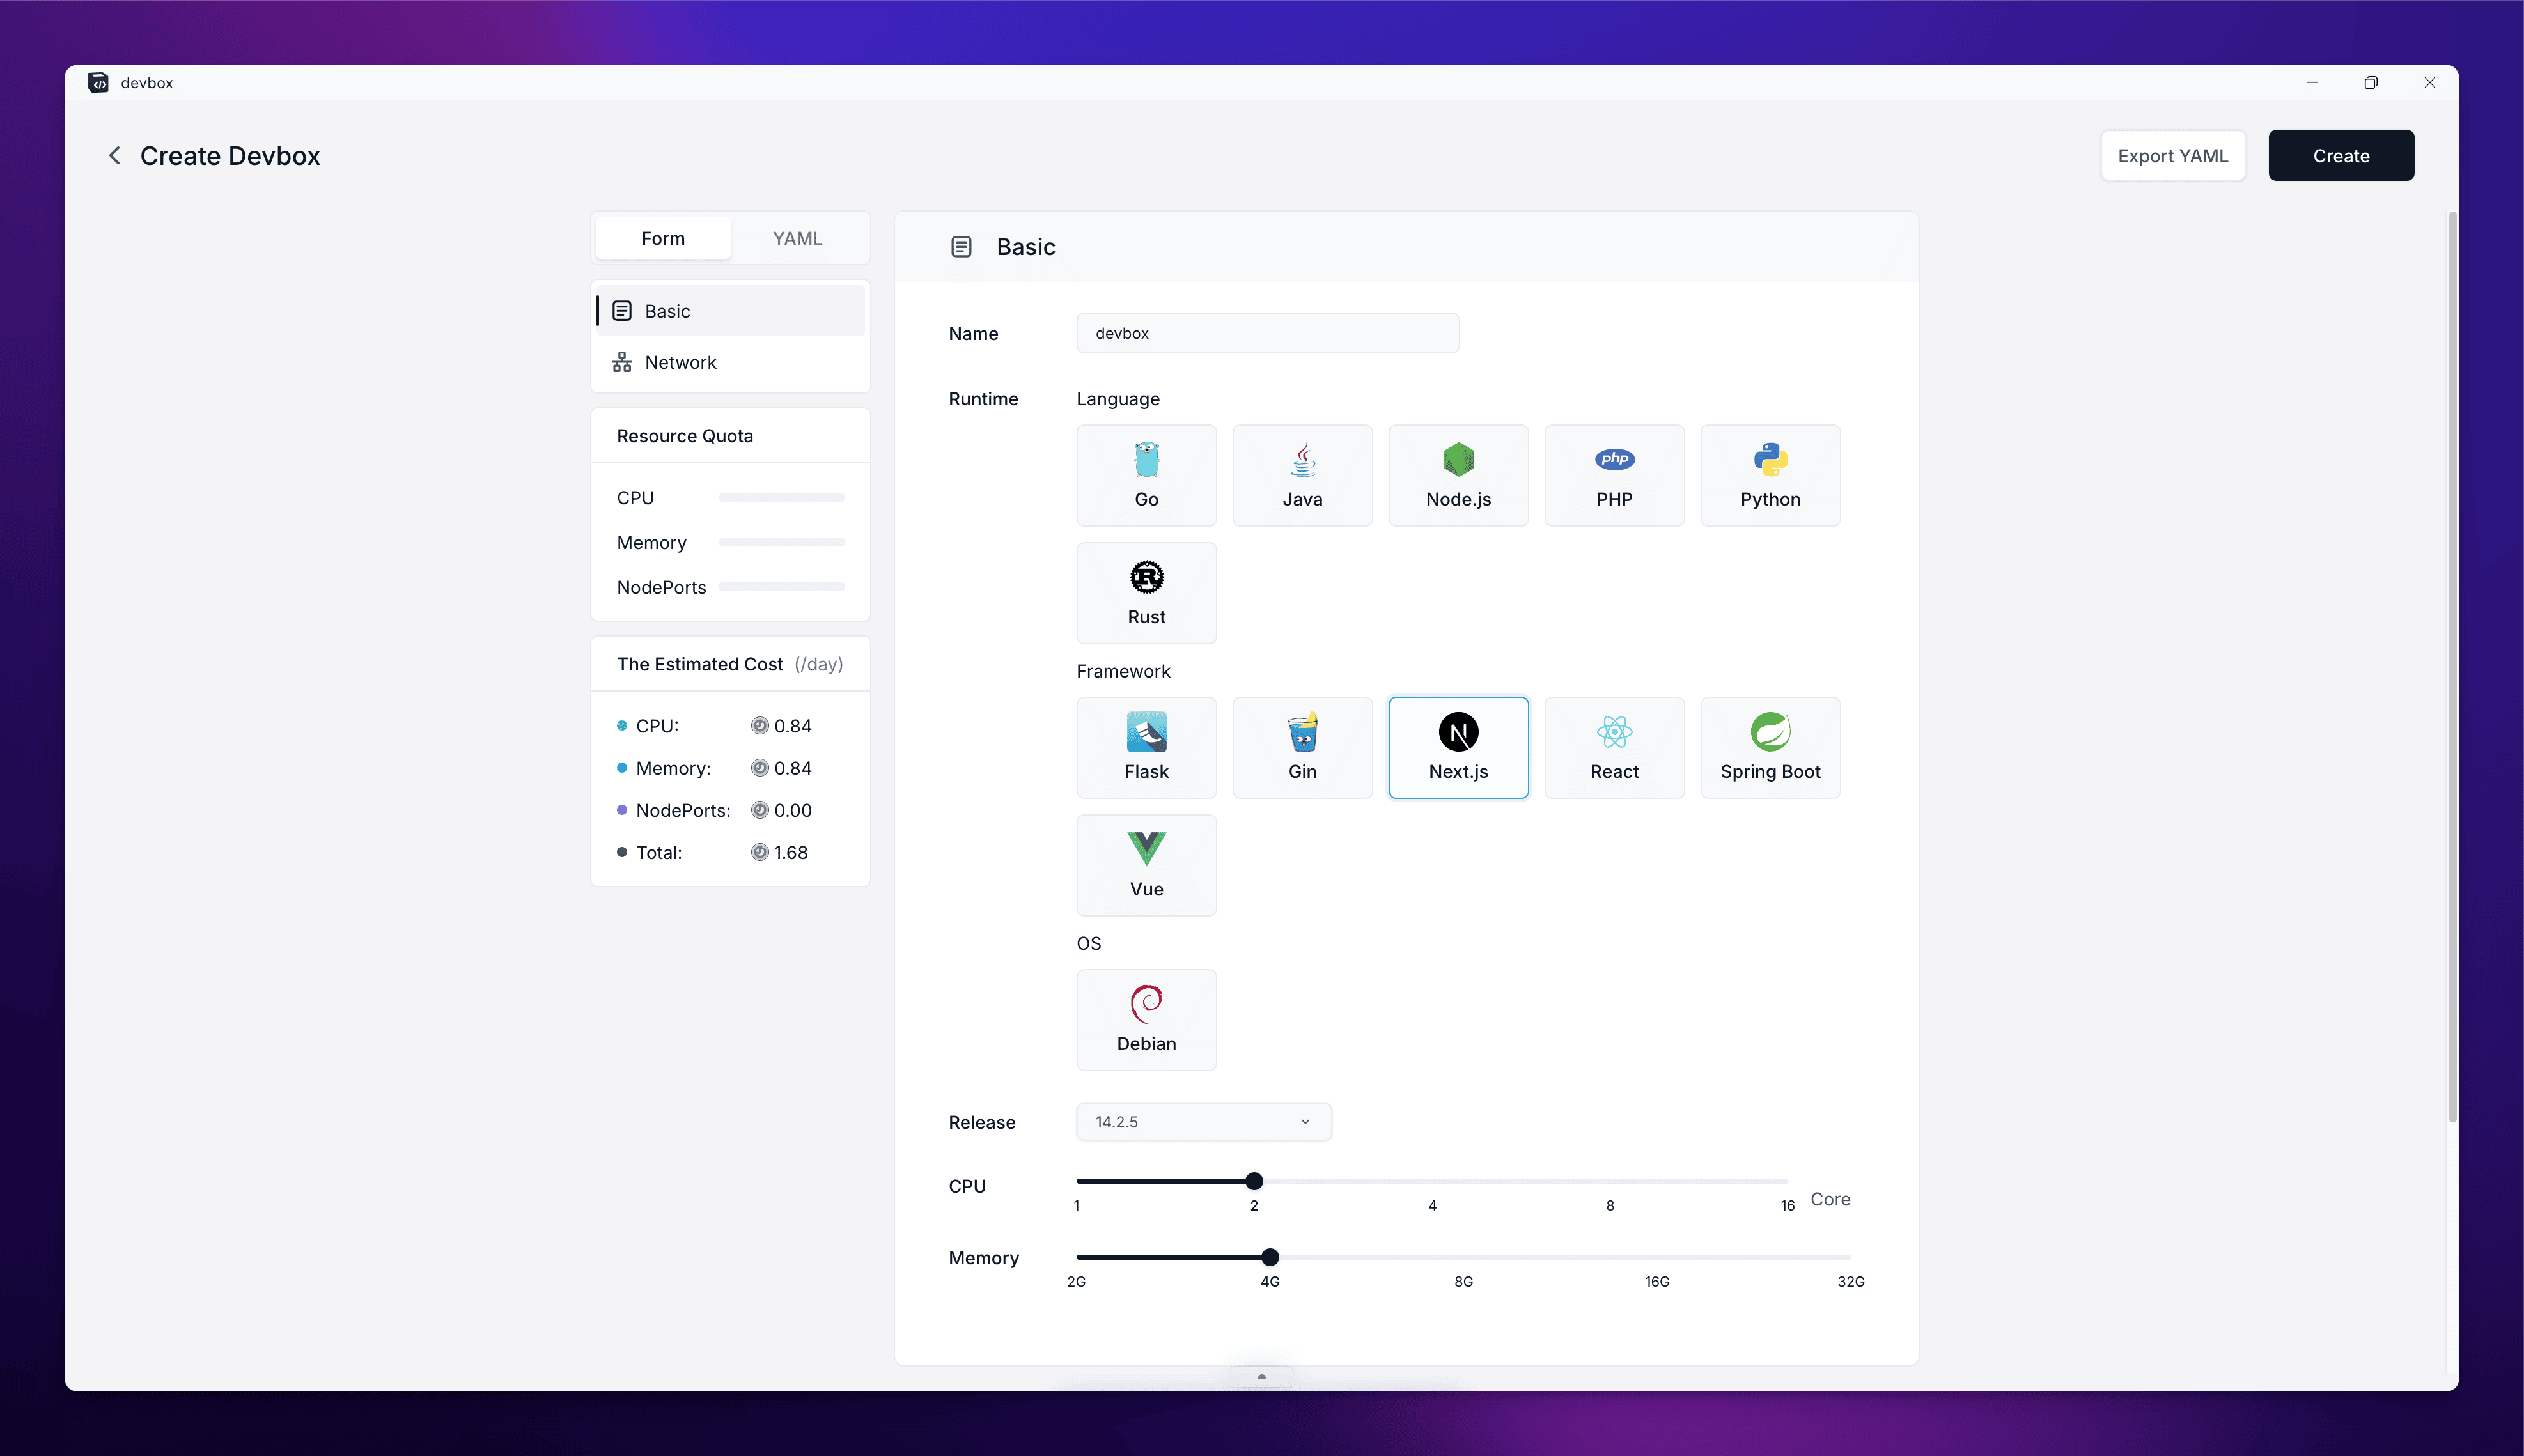 devbox
Create Devbox
Export YAML
Create
Form
YAML
Basic
Network
Resource Quota
CPU
Memory
NodePorts
The Estimated Cost (/day)
CPU: 0.84
Memory: 0.84
NodePorts: 0.00
Total: 1.68
Basic
Name
devbox
Runtime
Language
Go
Java
Node.js
php
PHP
Python
R
Rust
Framework
Flask
Gin
N
Next.js
React
Spring Boot
Vue
OS
Debian
Release
14.2.5
CPU
1 2 4 8 16
Core
Memory
2G 4G 8G 16G 32G